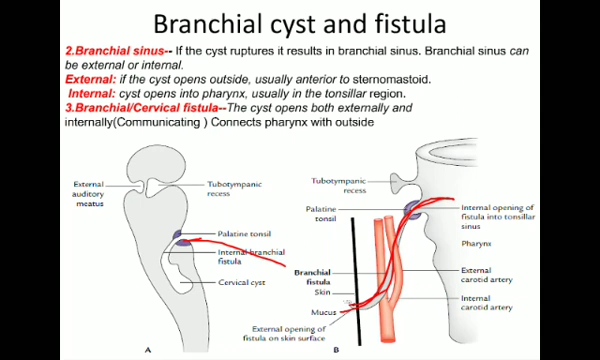 Branchial cyst and fistula
2.Branchial sinus-- If the cyst ruptures it results in branchial sinus. Branchial sinus can
be external or internal.
External: if the cyst opens outside, usually anterior to sternomastoid.
Internal: cyst opens into pharynx, usually in the tonsillar region.
3.Branchial/Cervical fistula--The cyst opens both externally and
internally(Communicating ) Connects pharynx with outside
External
auditory
meatus
Tubotympanic
recess
Palatine tonsil
Internal branchial
fistula
Cervical cyst
A
Tubotympanic
recess
Palatine
tonsil
Branchial
fistula
Skin
Mucus
External opening of
fistula on skin surface
B
Internal opening of
fistula into tonsillar
sinus
Pharynx
External
carotid artery
Internal
carotid artery